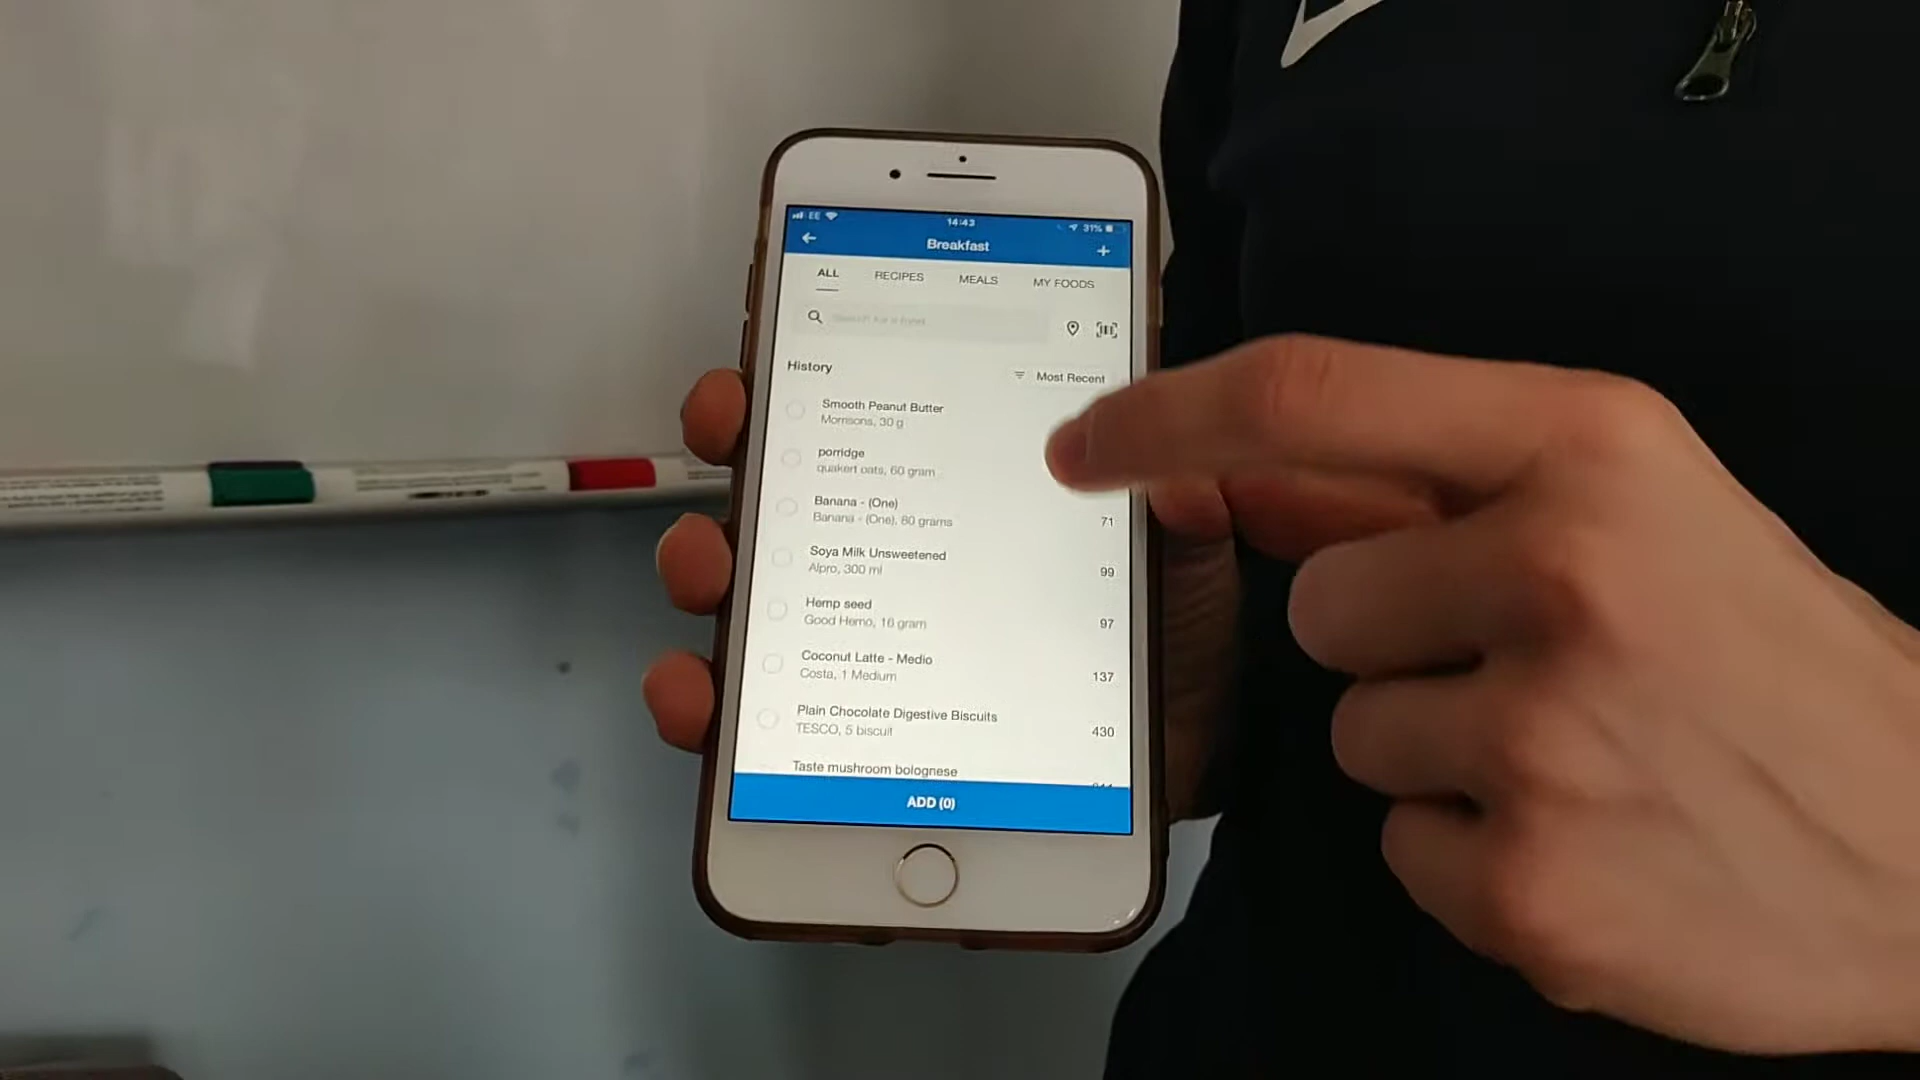 EE 14:43 31%
Breakfast
ALL RECIPES MEALS MY FOODS
Search for a food
History Most Recent
Smooth Peanut Butter
Morrisons, 30 g
porridge
quakert oats, 60 gram
Banana - (One)
Banana - (One), 80 grams 71
Soya Milk Unsweetened
Alpro, 300 ml 99
Hemp seed
Good Hemp, 16 gram 97
Coconut Latte - Medio
Costa, 1 Medium 137
Plain Chocolate Digestive Biscuits
TESCO, 5 biscuit 430
Taste mushroom bolognese
ADD (0)